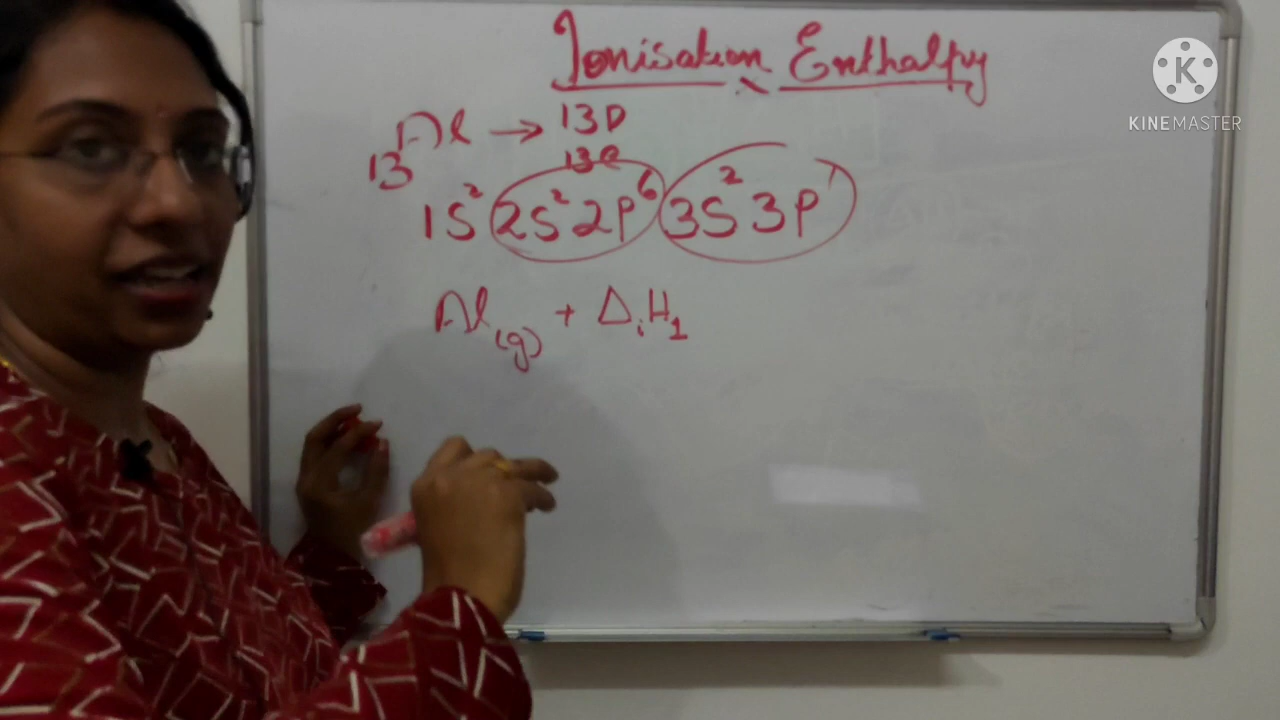 Ionisation Enthalpy
K
KINEMASTER
₁₃Al → 13P
13e
1S² 2S² 2P⁶ 3S² 3P¹
Al(g) + ΔᵢH₁